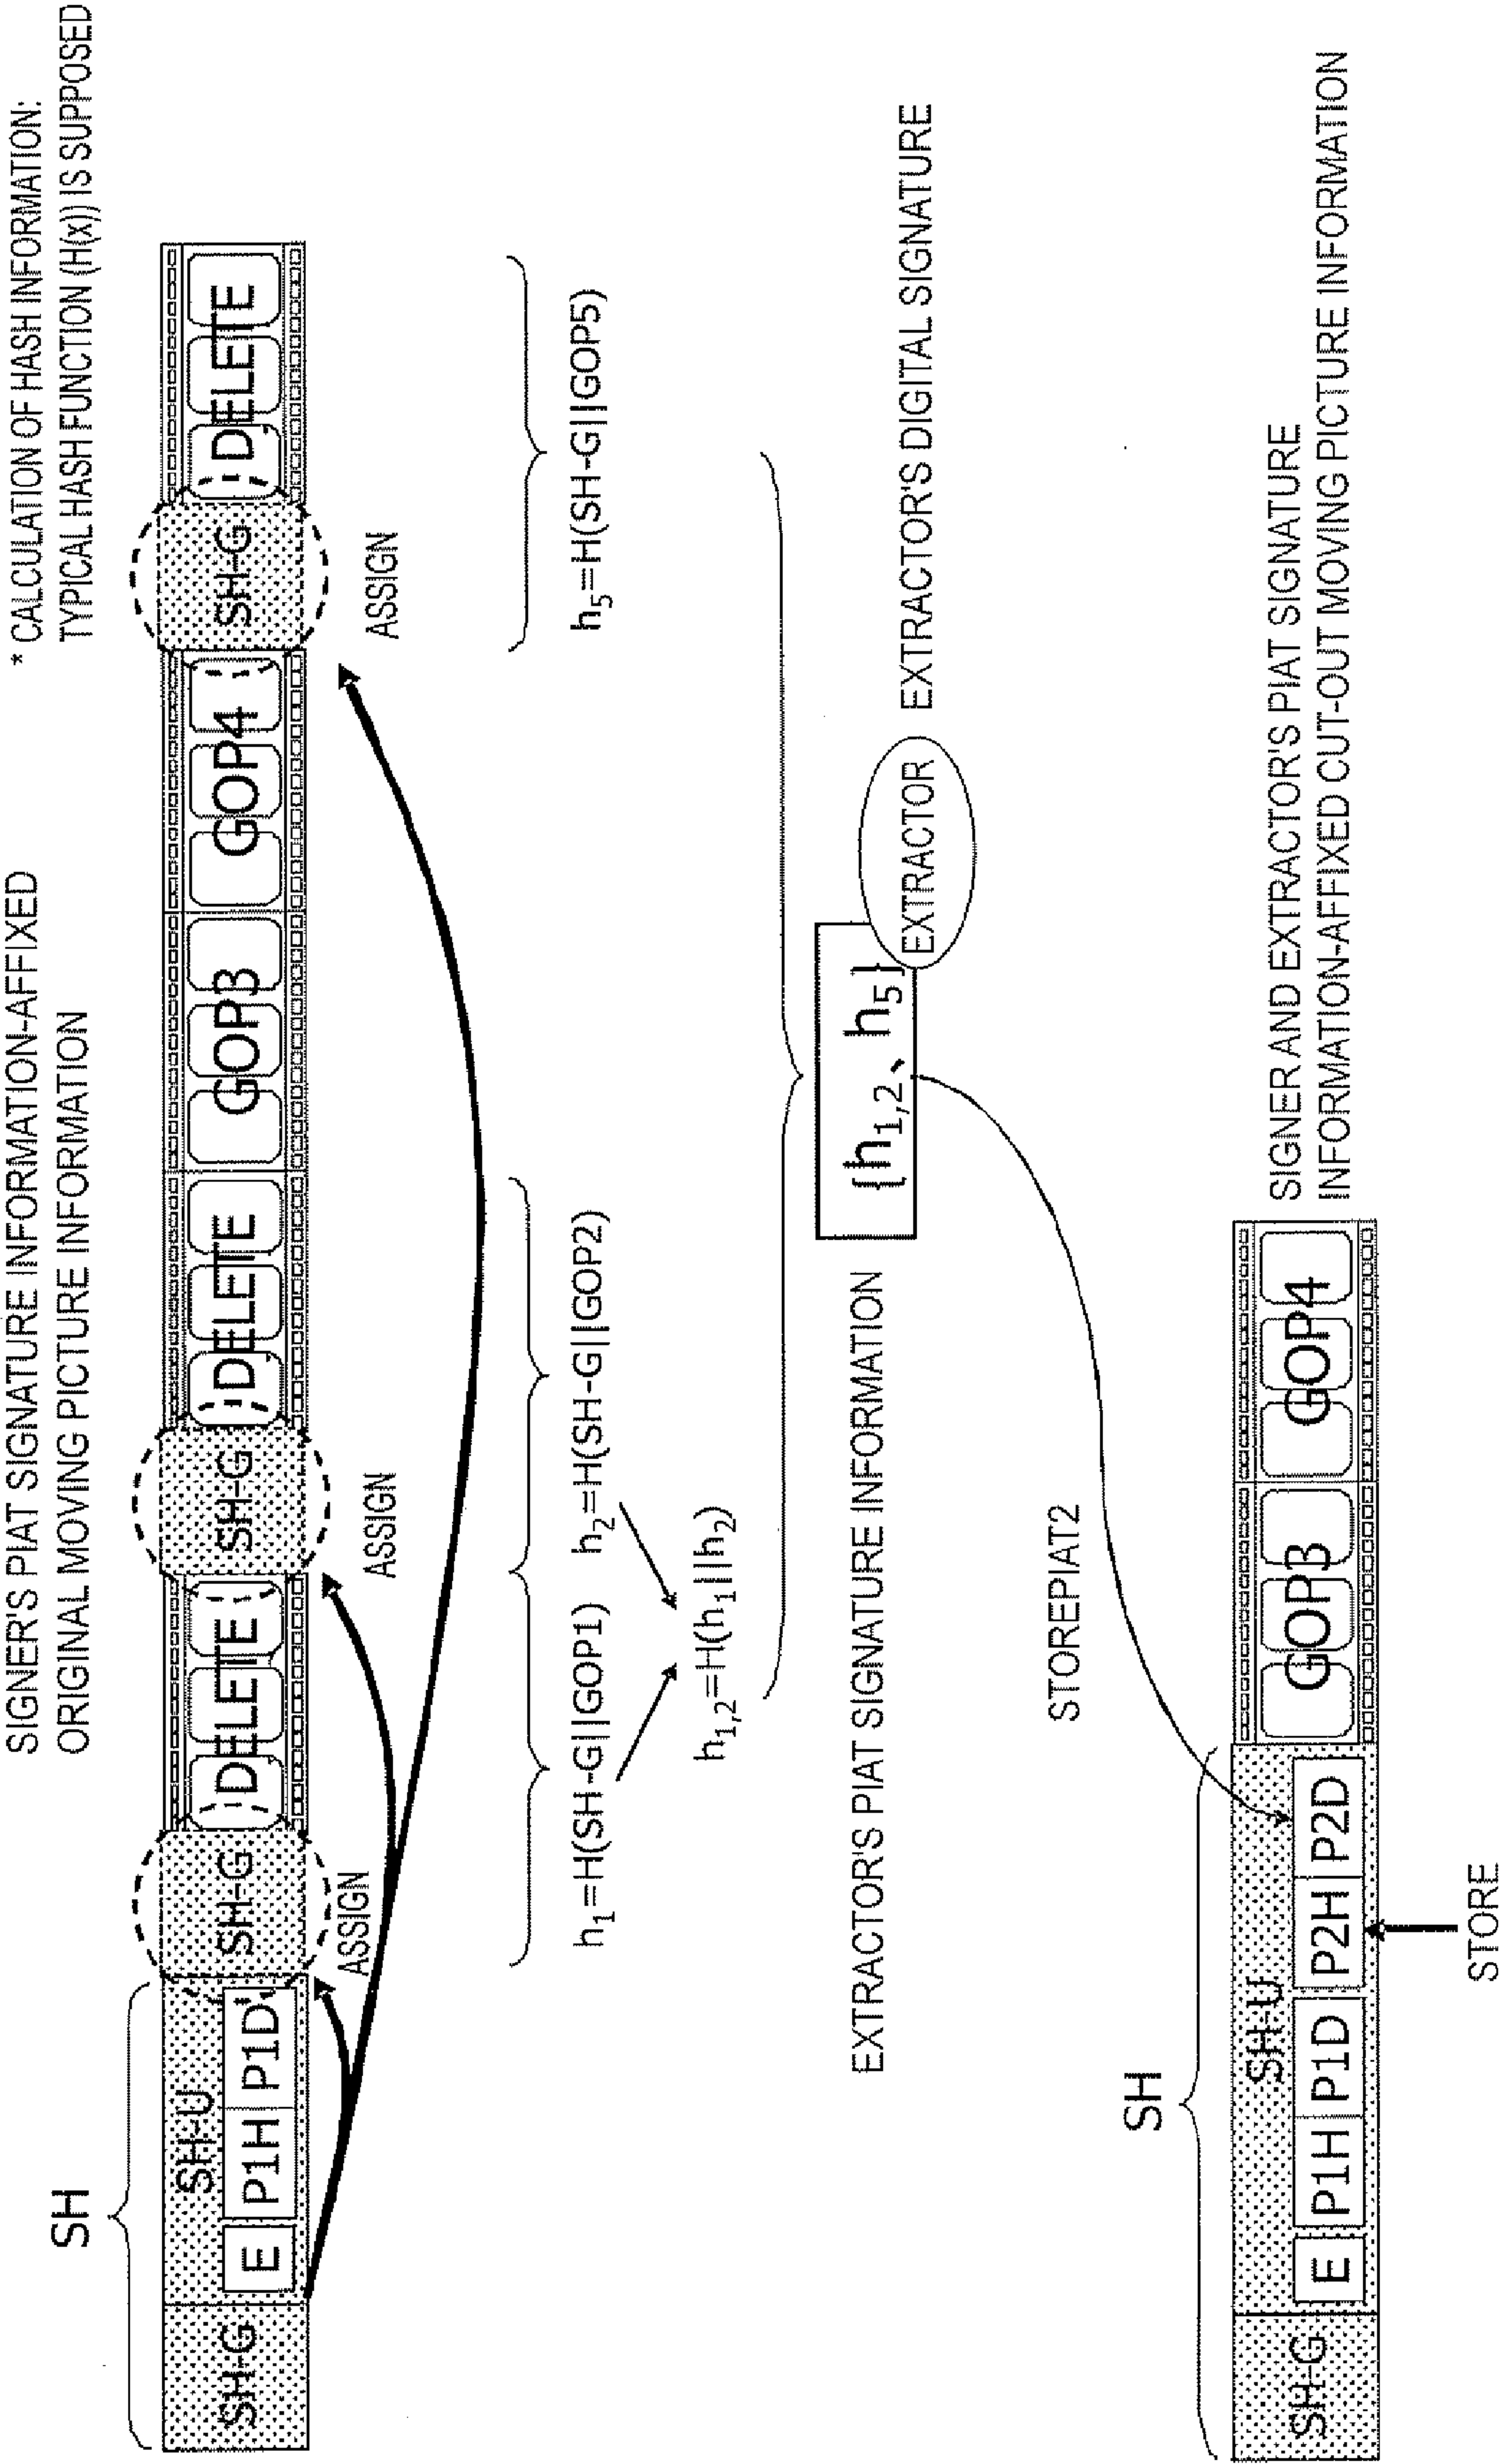 SIGNER'S PIAT SIGNATURE INFORMATION-AFFIXED
ORIGINAL MOVING PICTURE INFORMATION
* CALCULATION OF HASH INFORMATION:
TYPICAL HASH FUNCTION (H(x)) IS SUPPOSED
SH
SH-G
SH-U
E
P1H
P1D
SH-G
DELETE
SH-G
DELETE
GOP3
GOP4
SH-G
DELETE
ASSIGN
ASSIGN
ASSIGN
h1=H(SH-G||GOP1)
h2=H(SH-G||GOP2)
h5=H(SH-G||GOP5)
h1,2=H(h1||h2)
{h1,2、h5}
EXTRACTOR
EXTRACTOR'S PIAT SIGNATURE INFORMATION
EXTRACTOR'S DIGITAL SIGNATURE
STOREPIAT2
SH
SIGNER AND EXTRACTOR'S PIAT SIGNATURE
INFORMATION-AFFIXED CUT-OUT MOVING PICTURE INFORMATION
SH-G
SH-U
E
P1H
P1D
P2H
P2D
GOP3
GOP4
STORE